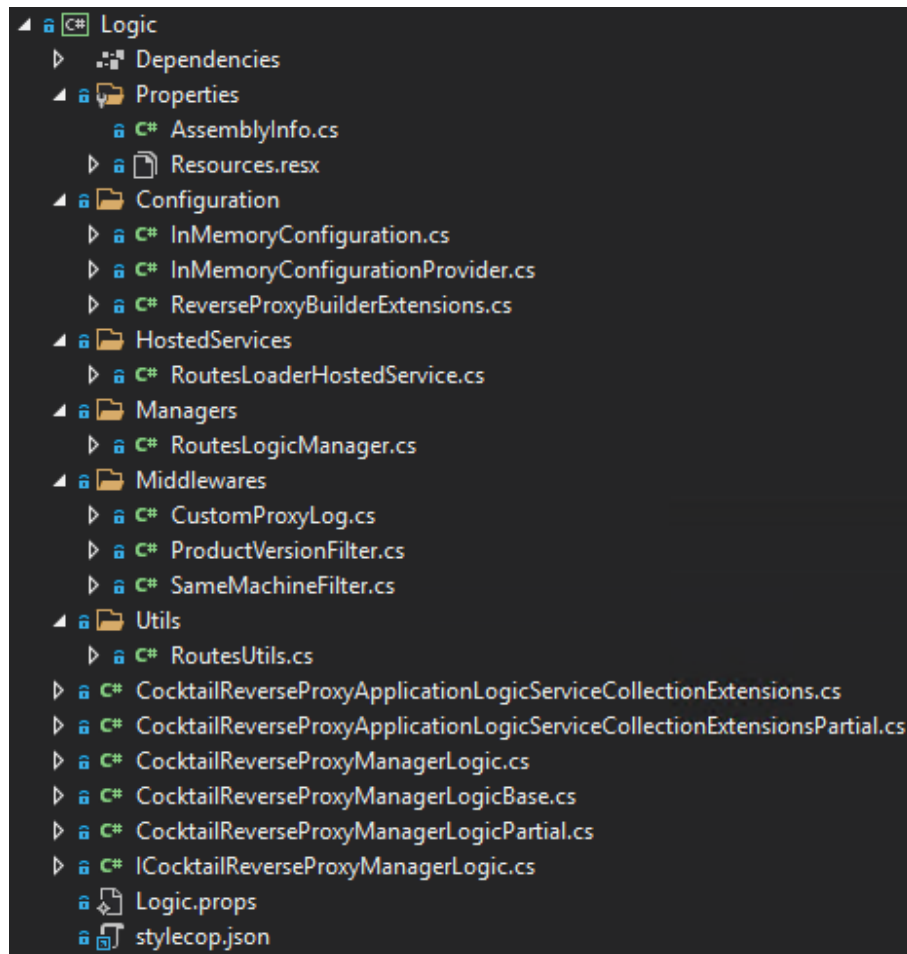 C# Logic
Dependencies
Properties
C# AssemblyInfo.cs
Resources.resx
Configuration
C# InMemoryConfiguration.cs
C# InMemoryConfigurationProvider.cs
C# ReverseProxyBuilderExtensions.cs
HostedServices
C# RoutesLoaderHostedService.cs
Managers
C# RoutesLogicManager.cs
Middlewares
C# CustomProxyLog.cs
C# ProductVersionFilter.cs
C# SameMachineFilter.cs
Utils
C# RoutesUtils.cs
C# CocktailReverseProxyApplicationLogicServiceCollectionExtensions.cs
C# CocktailReverseProxyApplicationLogicServiceCollectionExtensionsPartial.cs
C# CocktailReverseProxyManagerLogic.cs
C# CocktailReverseProxyManagerLogicBase.cs
C# CocktailReverseProxyManagerLogicPartial.cs
C# ICocktailReverseProxyManagerLogic.cs
Logic.props
stylecop.json